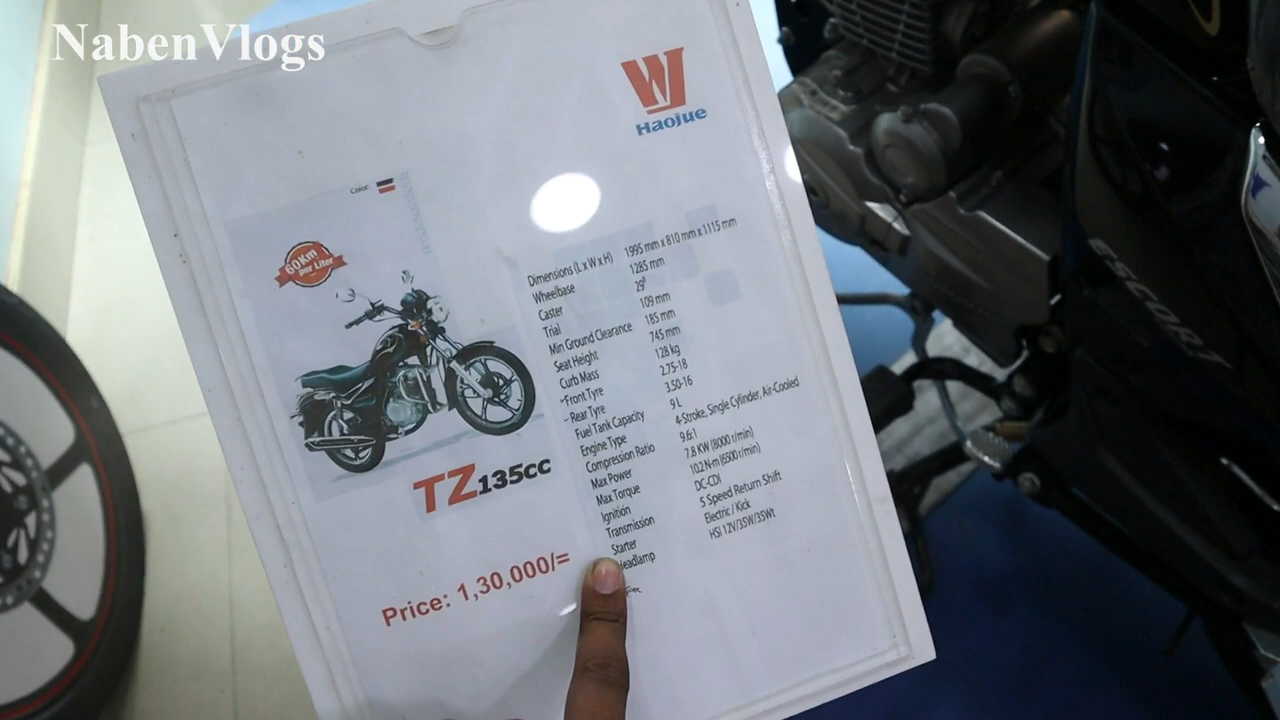 NabenVlogs
Haojue
Color:
60Km
per Liter
TZ135cc
Price: 1,30,000/=
Dimensions (L x W x H) 1995 mm x 810 mm x 1115 mm
Wheelbase 1285 mm
Caster 29°
Trial 109 mm
Min Ground Clearance 185 mm
Seat Height 745 mm
Curb Mass 128 kg
-Front Tyre 2.75-18
- Rear Tyre 3.50-16
Fuel Tank Capacity 9 L
Engine Type 4-Stroke, Single Cylinder, Air-Cooled
Compression Ratio 9.6:1
Max Power 7.8 KW (8000 r/min)
Max Torque 10.2 N·m (6500 r/min)
Ignition DC-CDI
Transmission 5 Speed Return Shift
Starter Electric / Kick
Headlamp HSI 12V/35W/35Wt
ESCORT